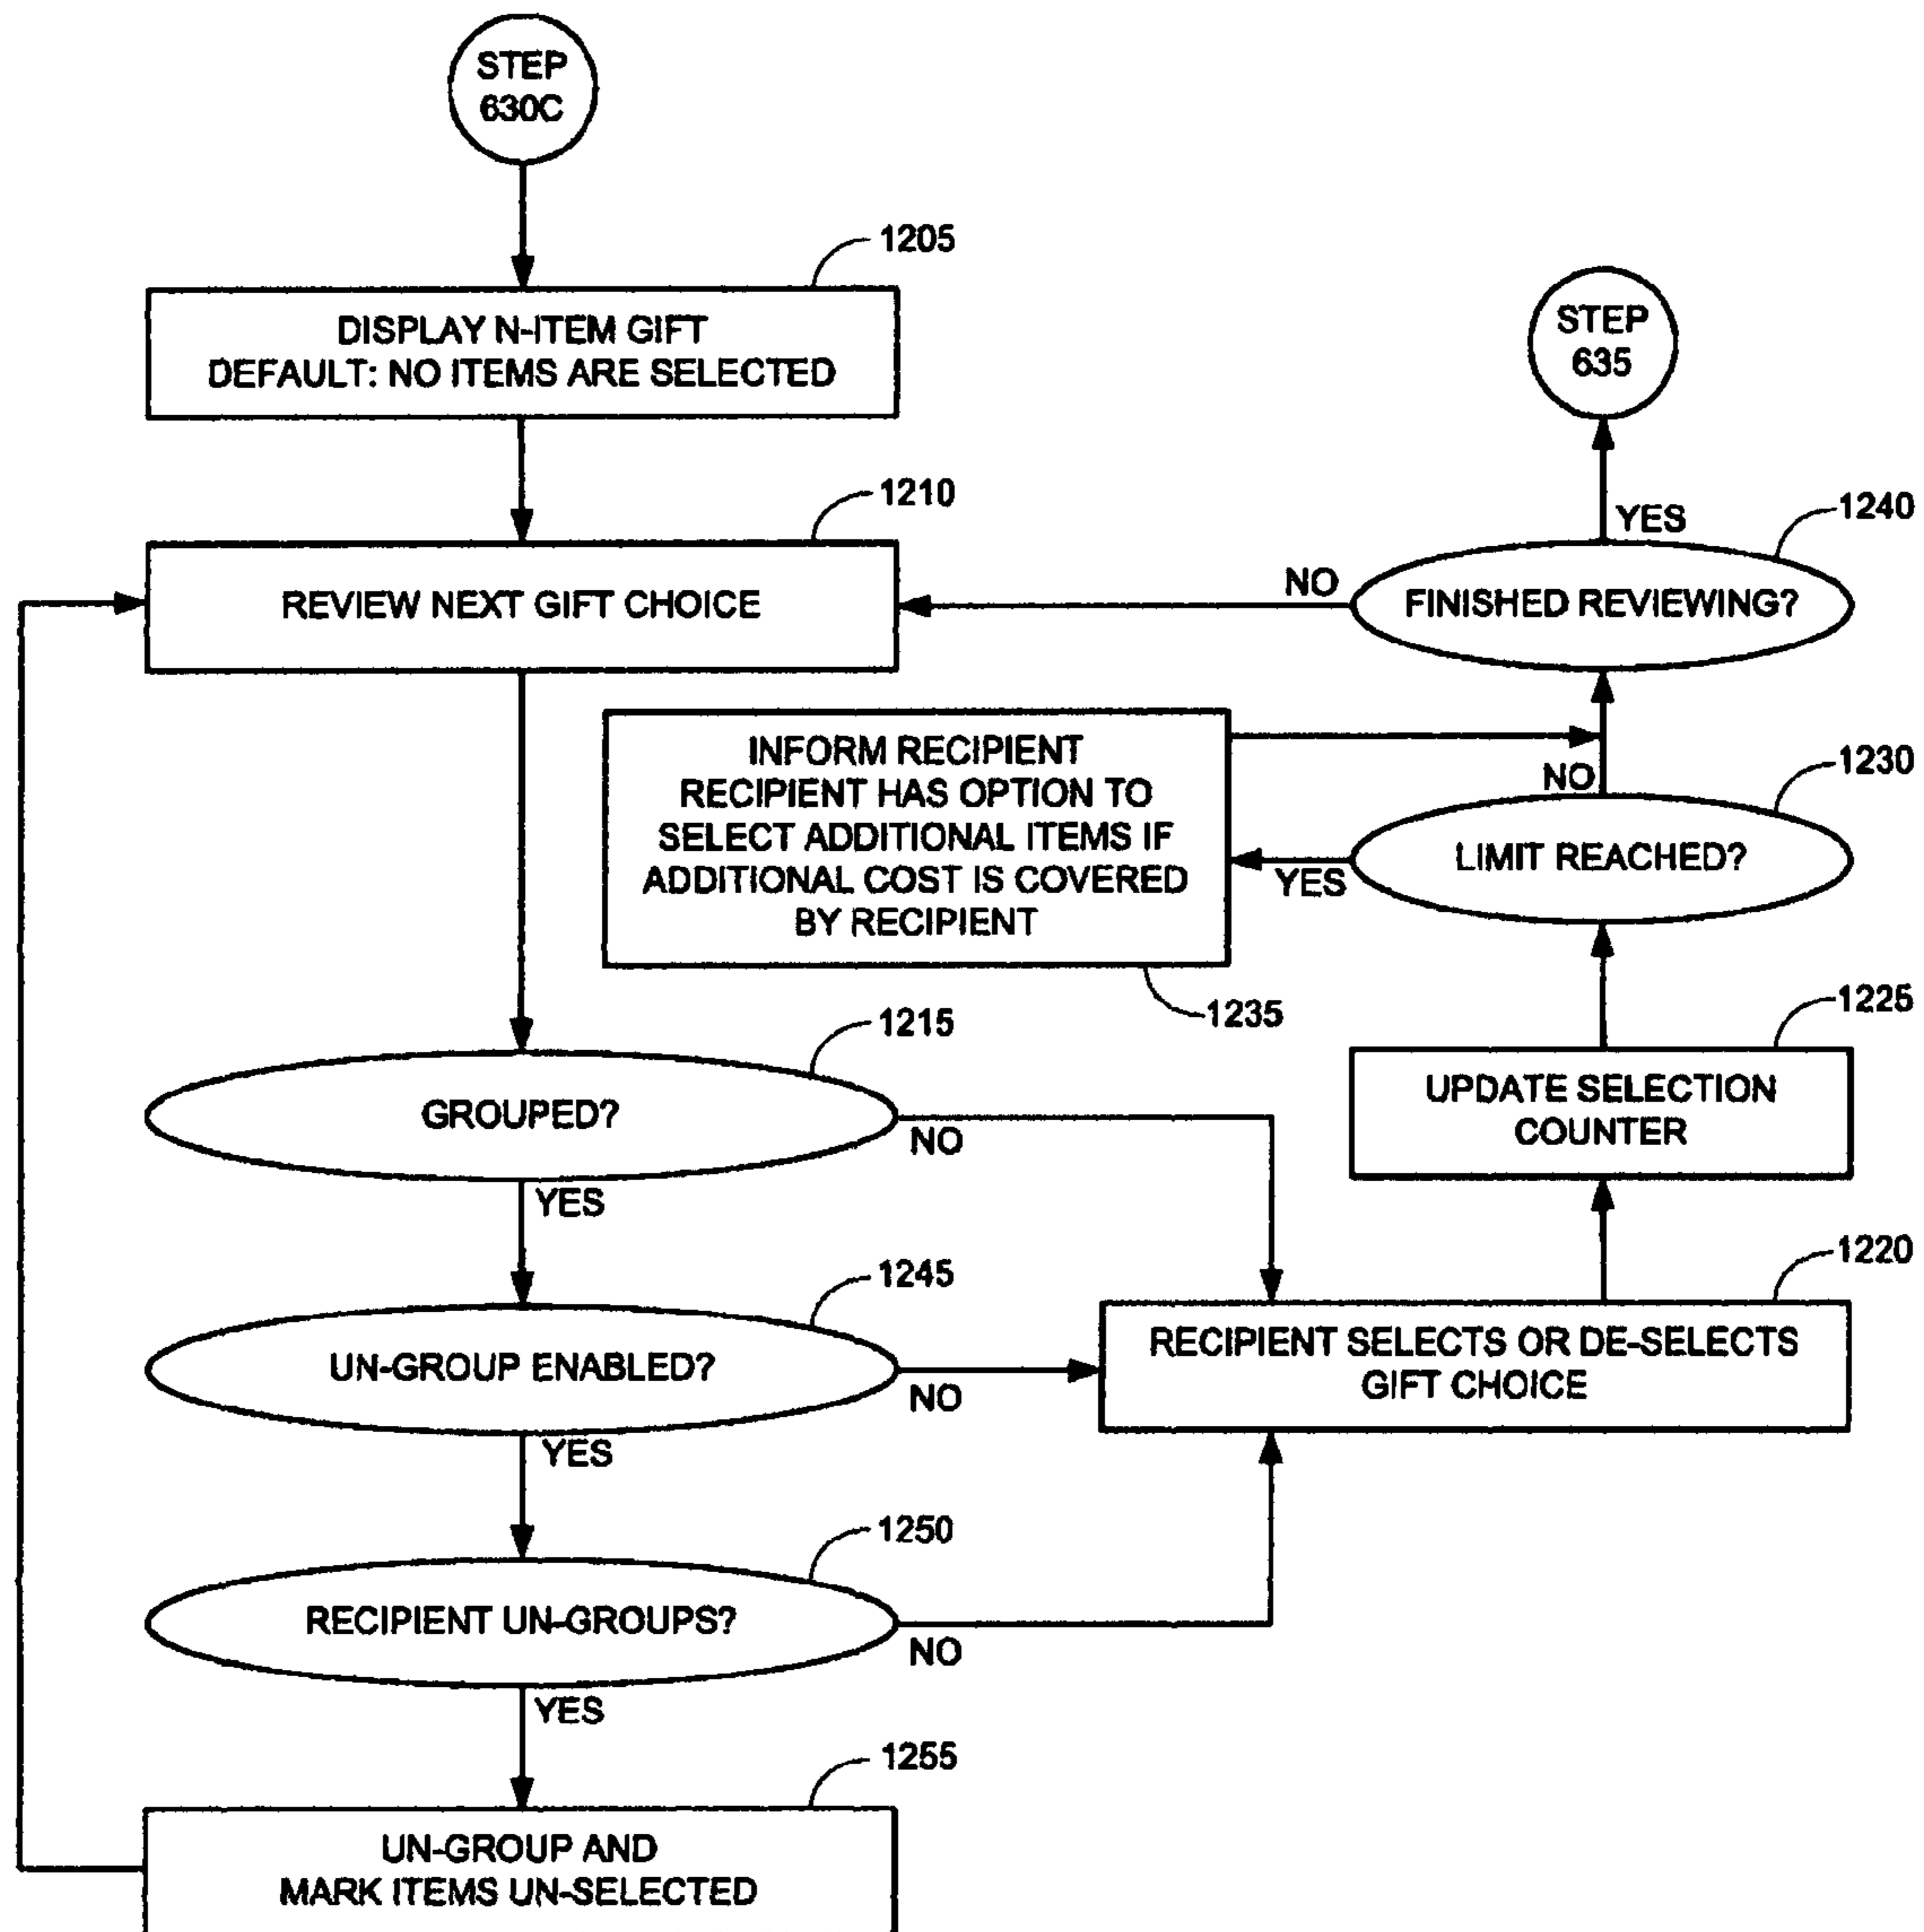 STEP
630C
1205
DISPLAY N-ITEM GIFT
DEFAULT: NO ITEMS ARE SELECTED
STEP
635
1210
YES
1240
REVIEW NEXT GIFT CHOICE
NO
FINISHED REVIEWING?
INFORM RECIPIENT
RECIPIENT HAS OPTION TO
SELECT ADDITIONAL ITEMS IF
ADDITIONAL COST IS COVERED
BY RECIPIENT
NO
1230
LIMIT REACHED?
YES
1235
1215
1225
GROUPED?
NO
YES
UPDATE SELECTION
COUNTER
1245
1220
UN-GROUP ENABLED?
NO
YES
RECIPIENT SELECTS OR DE-SELECTS
GIFT CHOICE
1250
RECIPIENT UN-GROUPS?
NO
YES
1255
UN-GROUP AND
MARK ITEMS UN-SELECTED